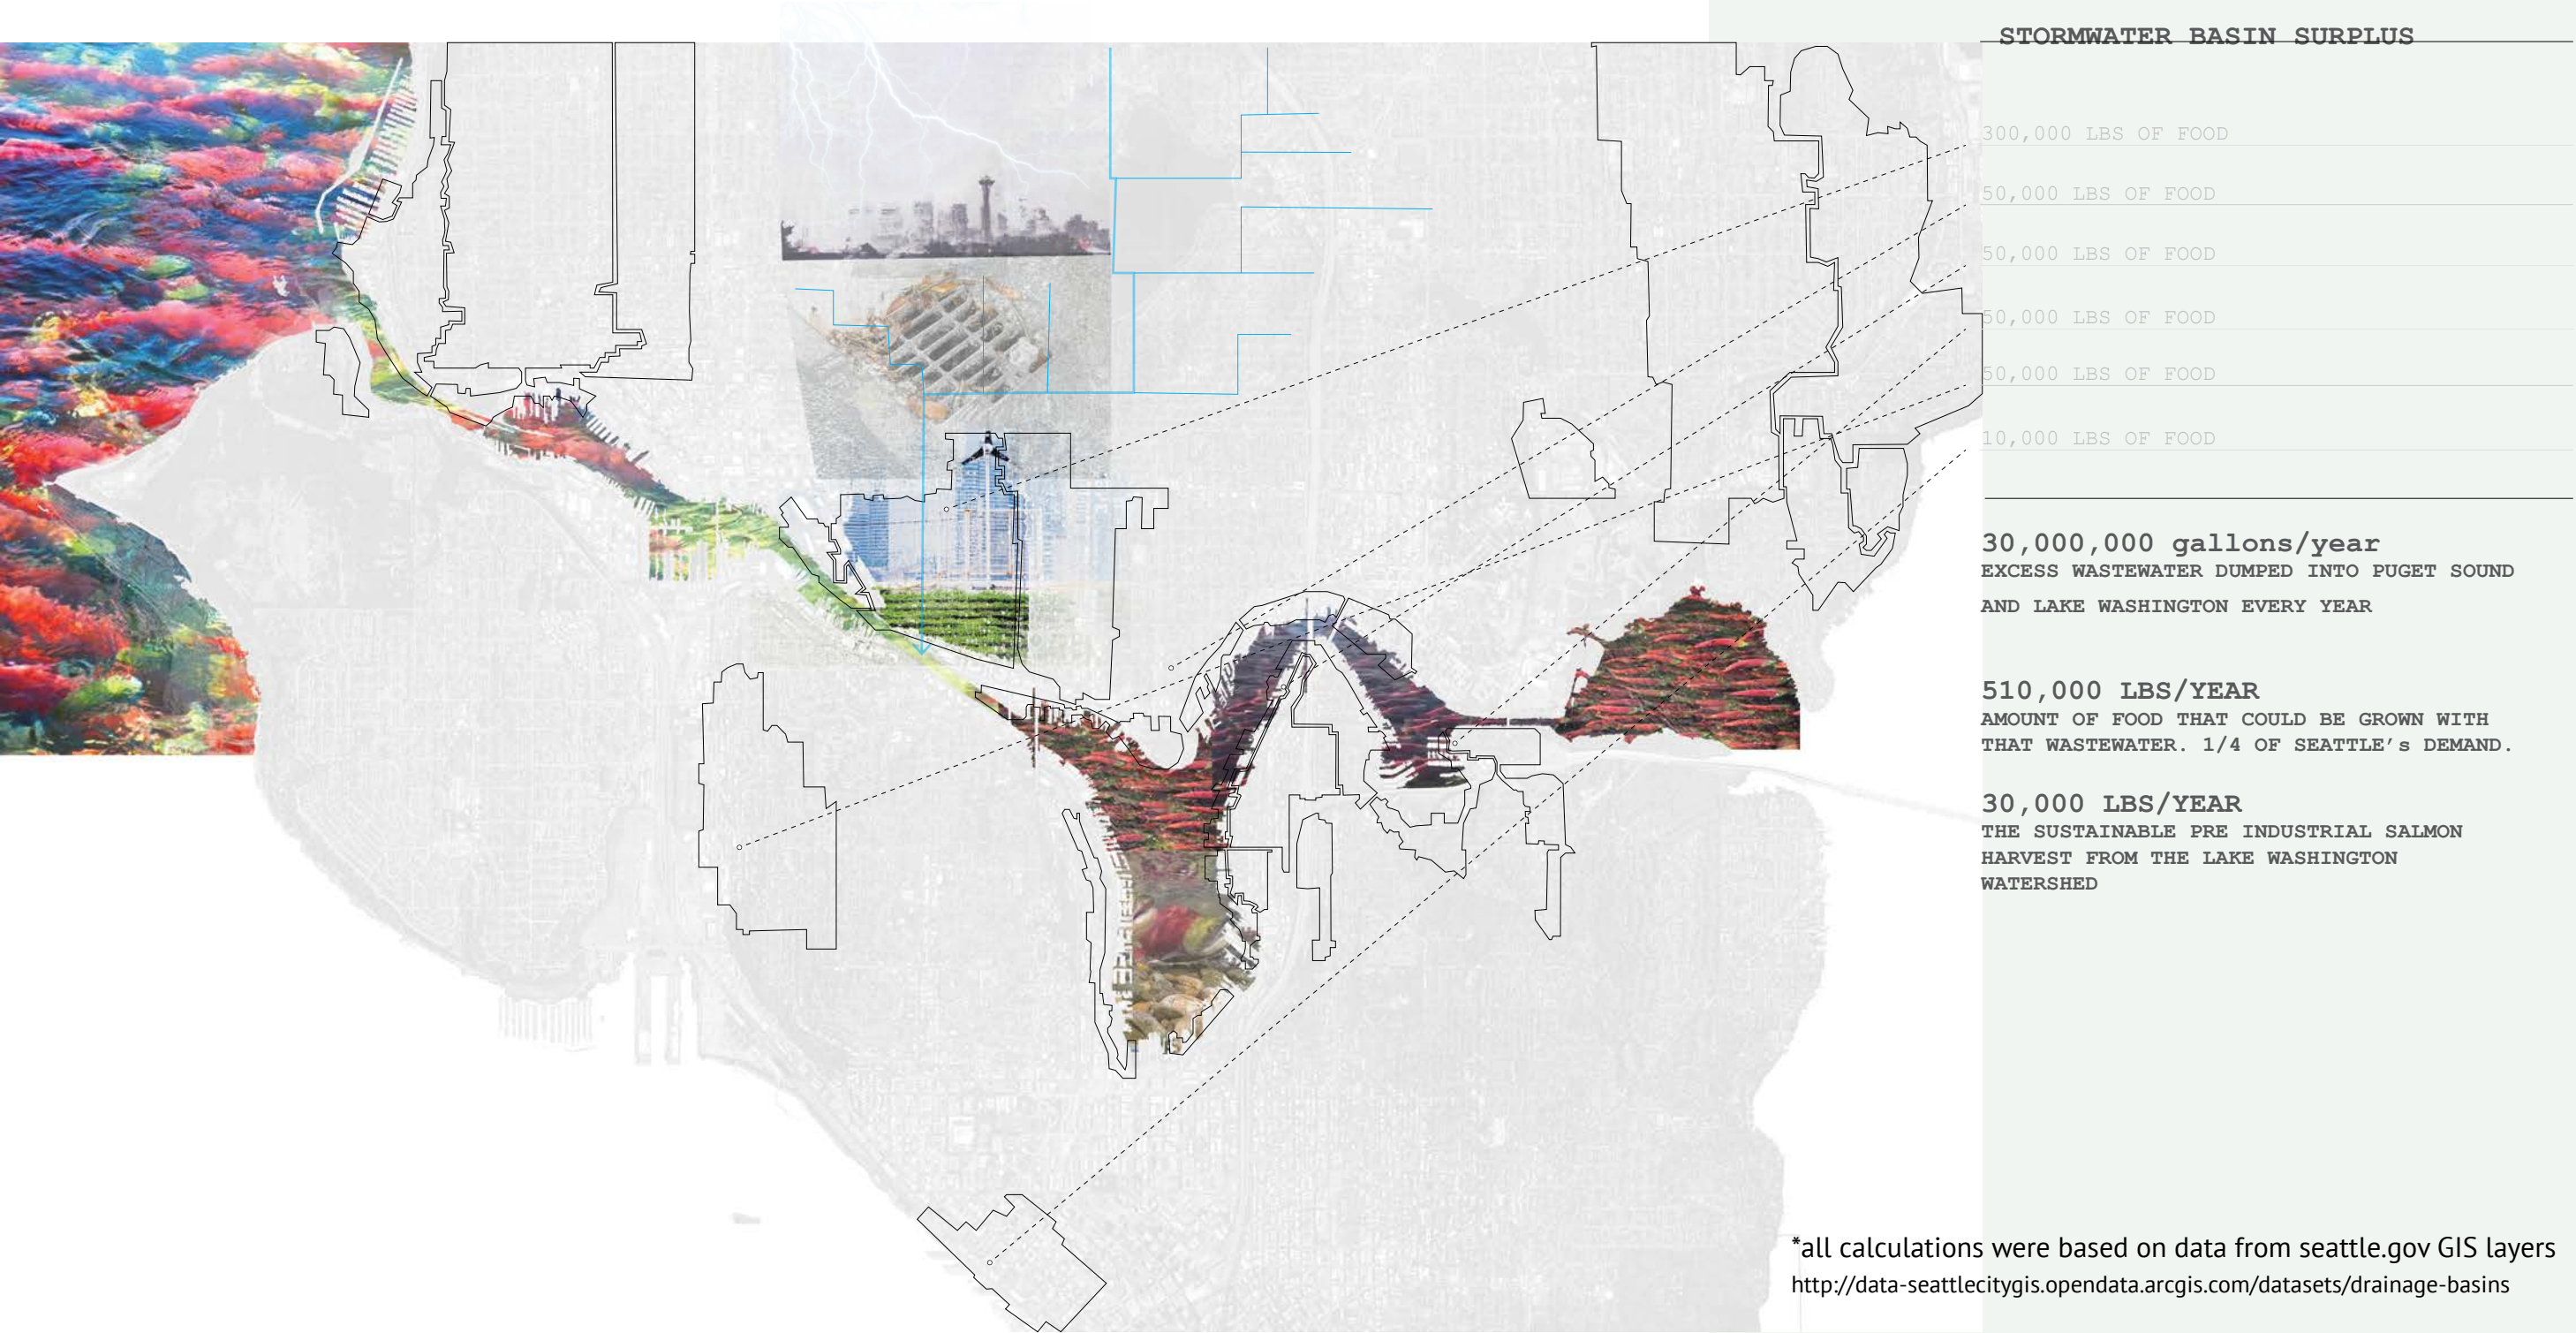 STORMWATER BASIN SURPLUS
300,000 LBS OF FOOD
50,000 LBS OF FOOD
50,000 LBS OF FOOD
50,000 LBS OF FOOD
50,000 LBS OF FOOD
10,000 LBS OF FOOD
30,000,000 gallons/year
EXCESS WASTEWATER DUMPED INTO PUGET SOUND
AND LAKE WASHINGTON EVERY YEAR
510,000 LBS/YEAR
AMOUNT OF FOOD THAT COULD BE GROWN WITH
THAT WASTEWATER. 1/4 OF SEATTLE's DEMAND.
30,000 LBS/YEAR
THE SUSTAINABLE PRE INDUSTRIAL SALMON
HARVEST FROM THE LAKE WASHINGTON
WATERSHED
*all calculations were based on data from seattle.gov GIS layers
http://data-seattlecitygis.opendata.arcgis.com/datasets/drainage-basins